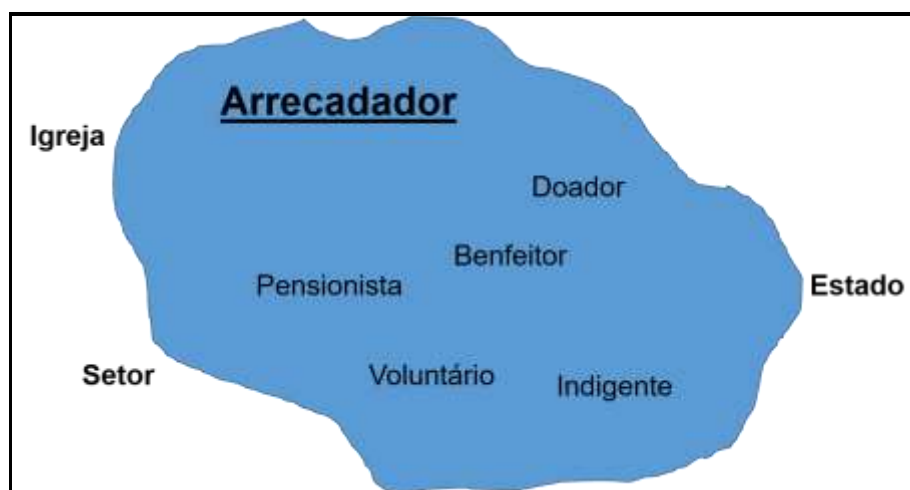 Arrecadador
Igreja
Doador
Benfeitor
Pensionista
Estado
Setor
Voluntário
Indigente